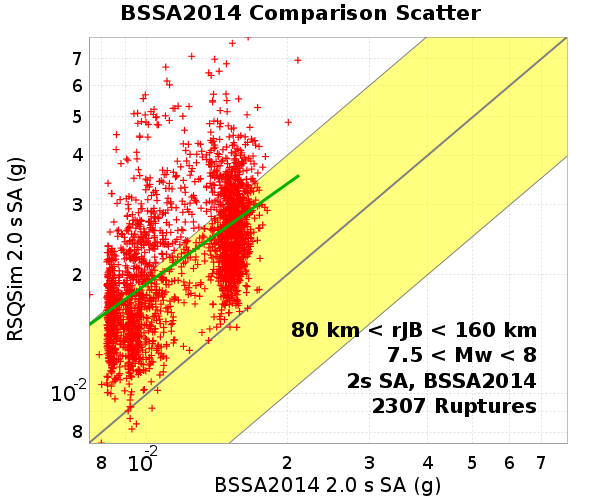 BSSA2014 Comparison Scatter
RSQSim 2.0 s SA (g)
7
6
5
4
3
2
10-2
8
80 km < rJB < 160 km
7.5 < Mw < 8
2s SA, BSSA2014
2307 Ruptures
8 10-2 2 3 4 5 6 7
BSSA2014 2.0 s SA (g)